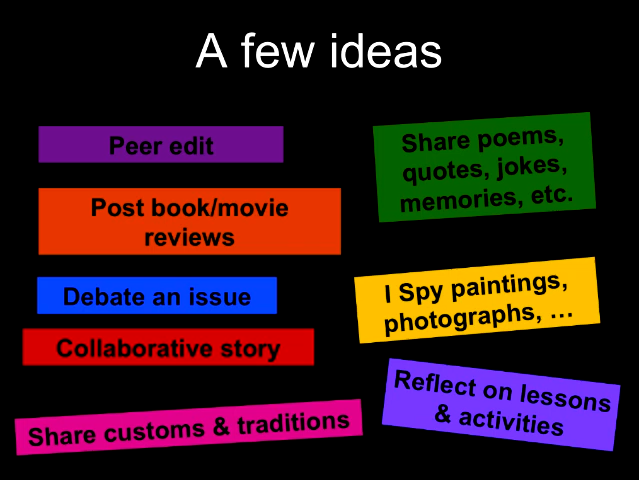 A few ideas
Peer edit
Post book/movie
reviews
Debate an issue
Collaborative story
Share customs & traditions
Share poems,
quotes, jokes,
memories, etc.
I Spy paintings,
photographs, …
Reflect on lessons
& activities